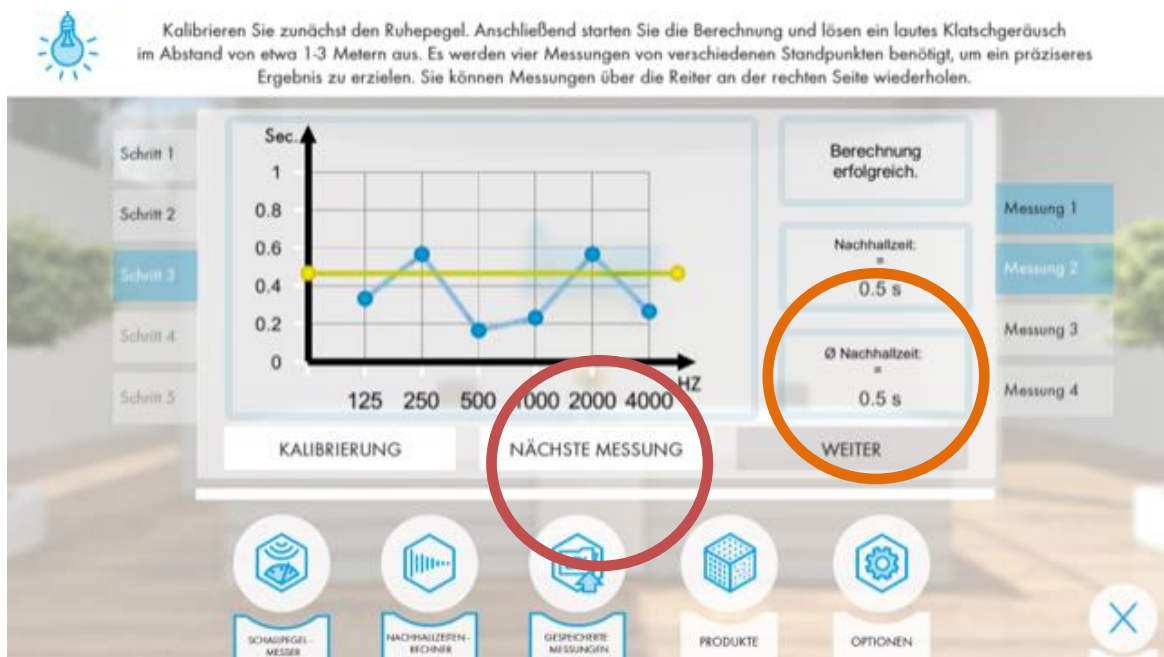 Kalibrieren Sie zunächst den Ruhepegel. Anschließend starten Sie die Berechnung und lösen ein lautes Klatschgeräusch
im Abstand von etwa 1-3 Metern aus. Es werden vier Messungen von verschiedenen Standpunkten benötigt, um ein präziseres
Ergebnis zu erzielen. Sie können Messungen über die Reiter an der rechten Seite wiederholen.
Schritt 1
Schritt 2
Schritt 3
Schritt 4
Schritt 5
Sec.
1
0.8
0.6
0.4
0.2
0
125 250 500 1000 2000 4000
HZ
Berechnung
erfolgreich.
Nachhallzeit:
=
0.5 s
Ø Nachhallzeit:
=
0.5 s
Messung 1
Messung 2
Messung 3
Messung 4
KALIBRIERUNG
NÄCHSTE MESSUNG
WEITER
SCHALLPEGEL-
MESSER
NACHHALLZEITEN-
RECHNER
GESPEICHERTE
MESSUNGEN
PRODUKTE
OPTIONEN